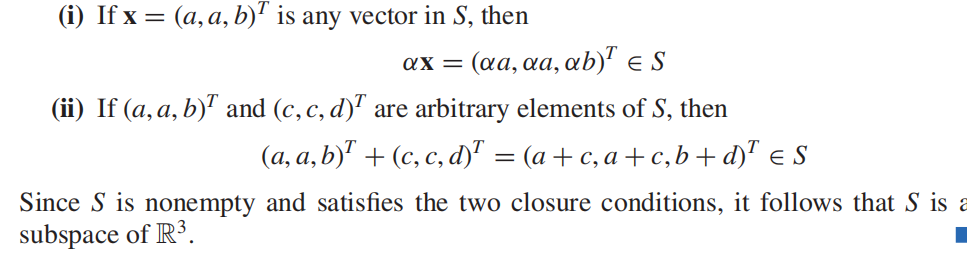 (i) If x = (a, a, b)ᵀ is any vector in S, then
αx = (αa, αa, αb)ᵀ ∈ S
(ii) If (a, a, b)ᵀ and (c, c, d)ᵀ are arbitrary elements of S, then
(a, a, b)ᵀ + (c, c, d)ᵀ = (a + c, a + c, b + d)ᵀ ∈ S
Since S is nonempty and satisfies the two closure conditions, it follows that S is a
subspace of ℝ³.